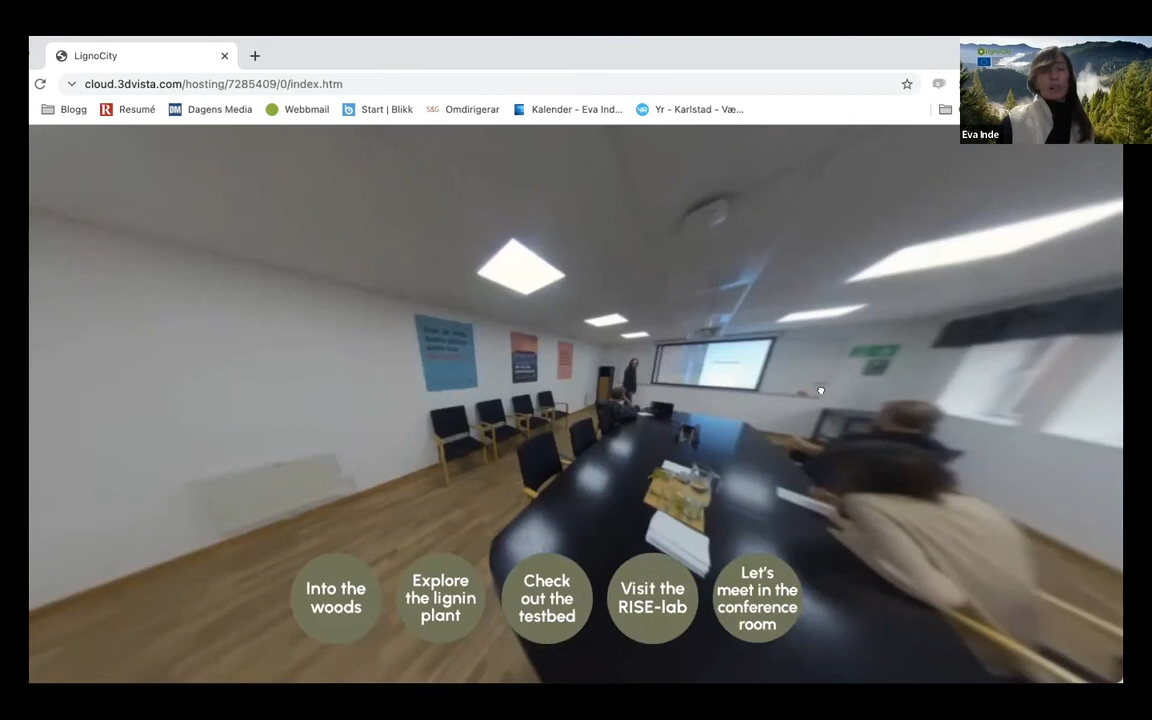 LignoCity
cloud.3dvista.com/hosting/7285409/0/index.htm
Blogg
Resumé
DM
Dagens Media
Webbmail
Start | Blikk
S&G
Omdirigerar
Kalender - Eva Ind...
Yr - Karlstad - Væ...
LignoCity
Eva Inde
Into the
woods
Explore
the lignin
plant
Check
out the
testbed
Visit the
RISE-lab
Let's
meet in the
conference
room